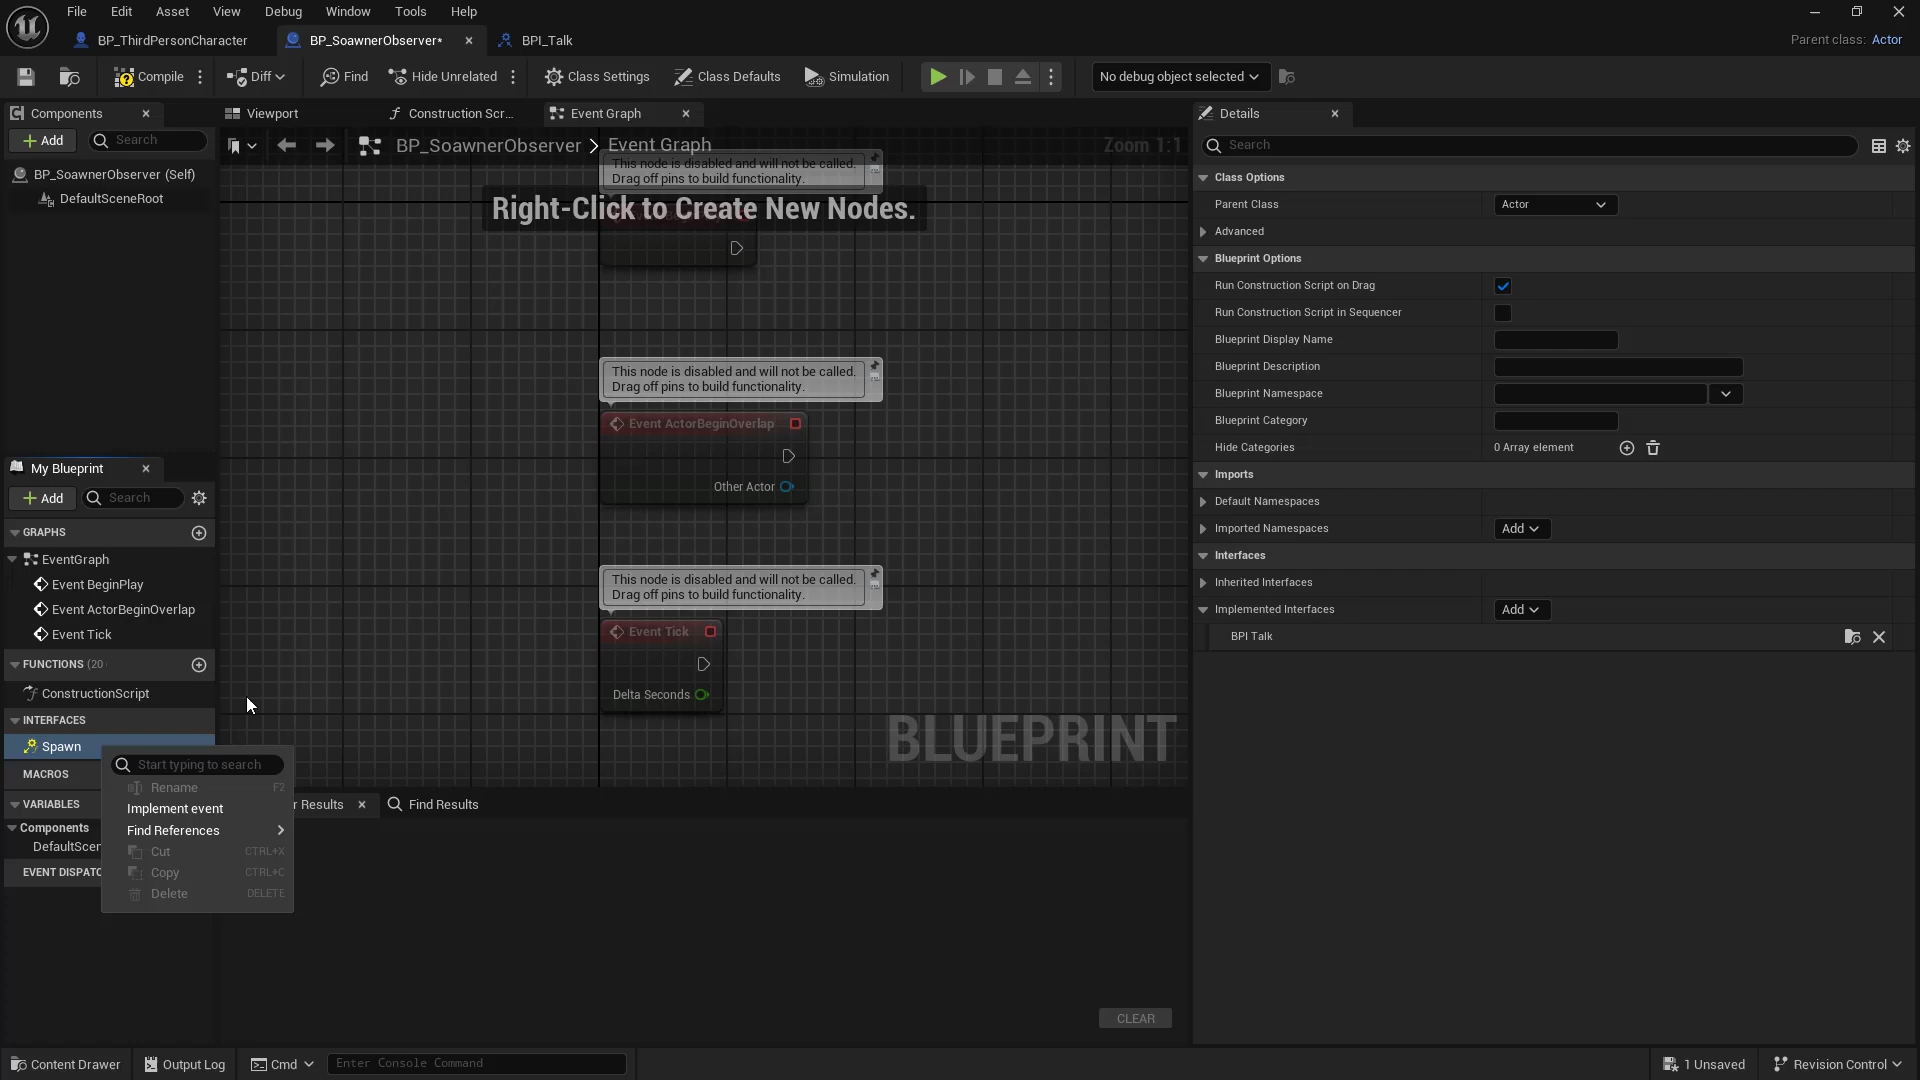 File Edit Asset View Debug Window Tools Help
BP_ThirdPersonCharacter BP_SoawnerObserver* BPI_Talk Parent class: Actor
Compile Diff Find Hide Unrelated Class Settings Class Defaults Simulation No debug object selected
Components
Add Search
BP_SoawnerObserver (Self)
DefaultSceneRoot
My Blueprint
Add Search
GRAPHS
EventGraph
Event BeginPlay
Event ActorBeginOverlap
Event Tick
FUNCTIONS (20
ConstructionScript
INTERFACES
Spawn
MACROS
VARIABLES
Components
DefaultScen
EVENT DISPATC
Start typing to search
Rename F2
Implement event
Find References
Cut CTRL+X
Copy CTRL+C
Delete DELETE
Viewport Construction Scr... Event Graph
BP_SoawnerObserver > Event Graph Zoom 1:1
This node is disabled and will not be called.
Drag off pins to build functionality.
Right-Click to Create New Nodes.
This node is disabled and will not be called.
Drag off pins to build functionality.
Event ActorBeginOverlap
Other Actor
This node is disabled and will not be called.
Drag off pins to build functionality.
Event Tick
Delta Seconds
BLUEPRINT
r Results Find Results
CLEAR
Details
Search
Class Options
Parent Class Actor
Advanced
Blueprint Options
Run Construction Script on Drag
Run Construction Script in Sequencer
Blueprint Display Name
Blueprint Description
Blueprint Namespace
Blueprint Category
Hide Categories 0 Array element
Imports
Default Namespaces
Imported Namespaces Add
Interfaces
Inherited Interfaces
Implemented Interfaces Add
BPI Talk
Content Drawer Output Log Cmd Enter Console Command 1 Unsaved Revision Control